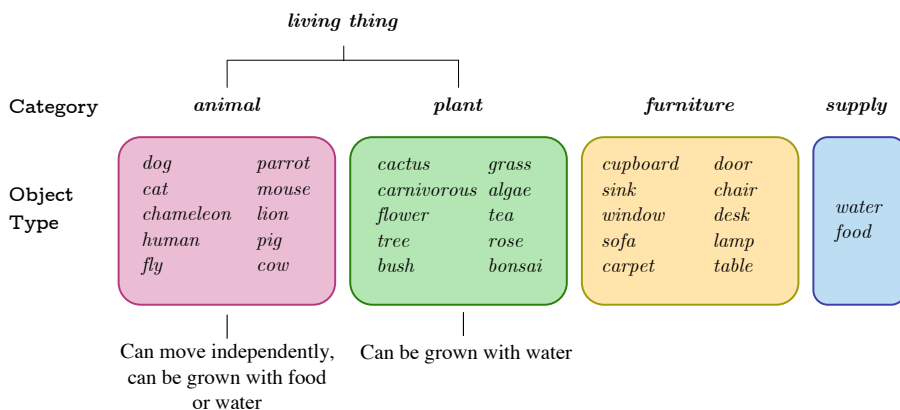 living thing
Category animal plant furniture supply
Object Type
dog parrot
cat mouse
chameleon lion
human pig
fly cow
cactus grass
carnivorous algae
flower tea
tree rose
bush bonsai
cupboard door
sink chair
window desk
sofa lamp
carpet table
water
food
Can move independently,
can be grown with food
or water
Can be grown with water